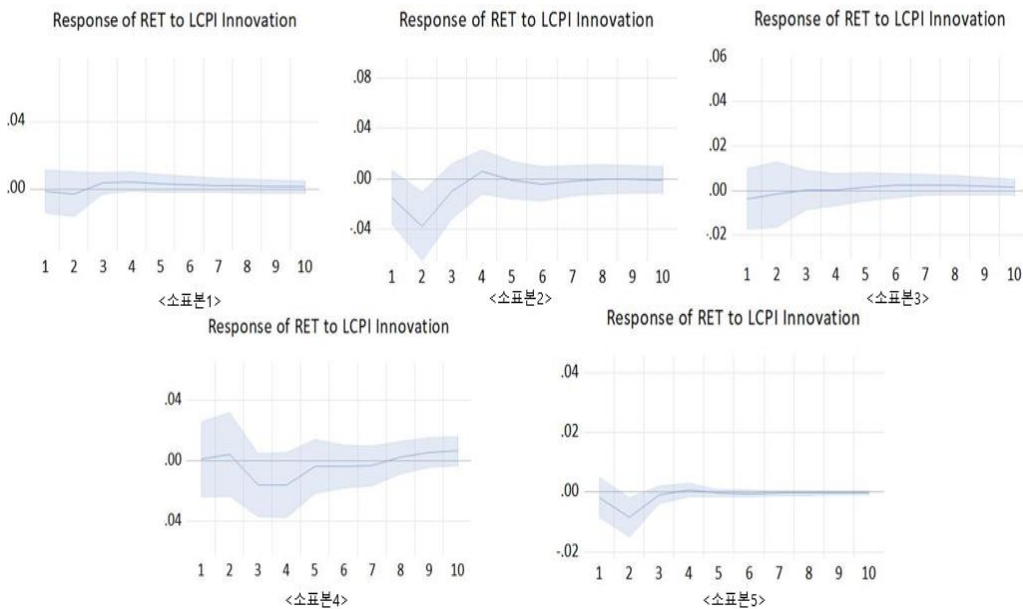 Response of RET to LCPI Innovation
.04
.00
1 2 3 4 5 6 7 8 9 10
<소표본1>
Response of RET to LCPI Innovation
.08
.04
.00
-.04
1 2 3 4 5 6 7 8 9 10
<소표본2>
Response of RET to LCPI Innovation
.06
.04
.02
.00
-.02
1 2 3 4 5 6 7 8 9 10
<소표본3>
Response of RET to LCPI Innovation
.04
.00
.04
1 2 3 4 5 6 7 8 9 10
<소표본4>
Response of RET to LCPI Innovation
.04
.02
.00
-.02
1 2 3 4 5 6 7 8 9 10
<소표본5>